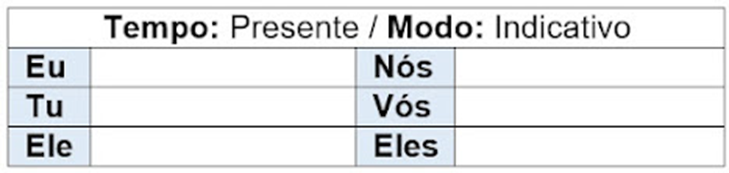 Tempo: Presente / Modo: Indicativo
Eu Nós
Tu Vós
Ele Eles